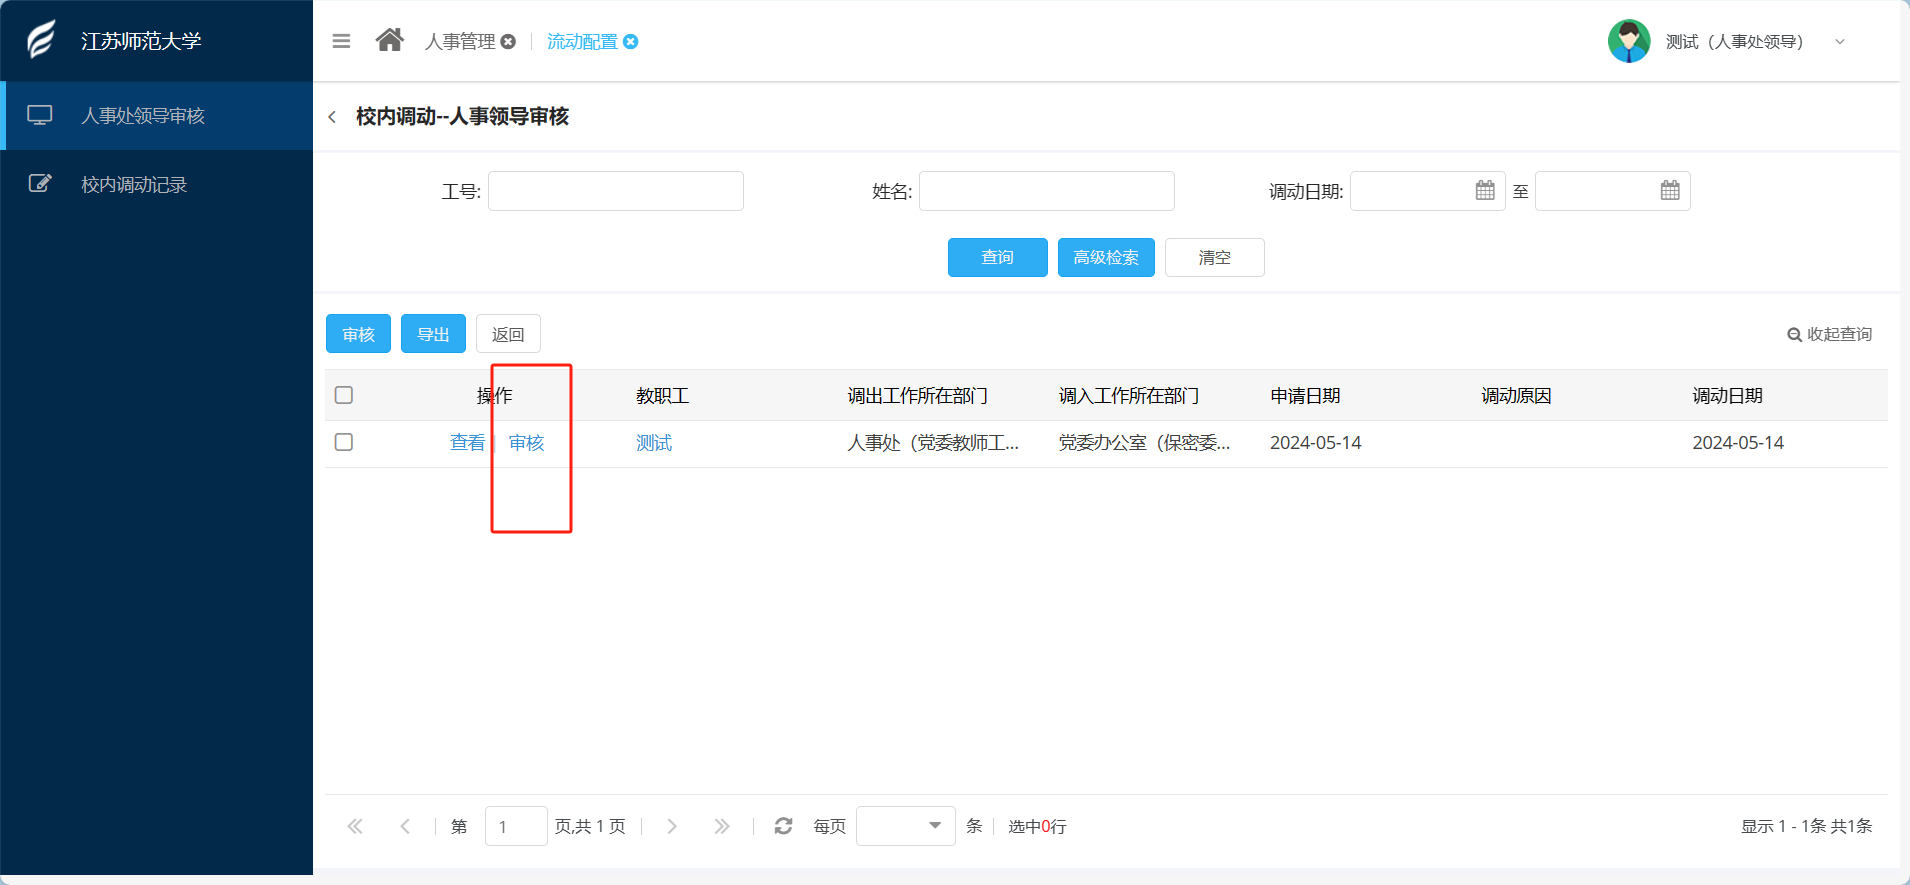 江苏师范大学
人事管理 流动配置
测试（人事处领导）
人事处领导审核
校内调动记录
校内调动--人事领导审核
工号: 姓名: 调动日期: 至
查询 高级检索 清空
审核 导出 返回 收起查询
操作 教职工 调出工作所在部门 调入工作所在部门 申请日期 调动原因 调动日期
查看 | 审核 测试 人事处（党委教师工... 党委办公室（保密委... 2024-05-14 2024-05-14
第 1 页,共 1 页 每页 条 选中0行 显示 1 - 1条 共1条